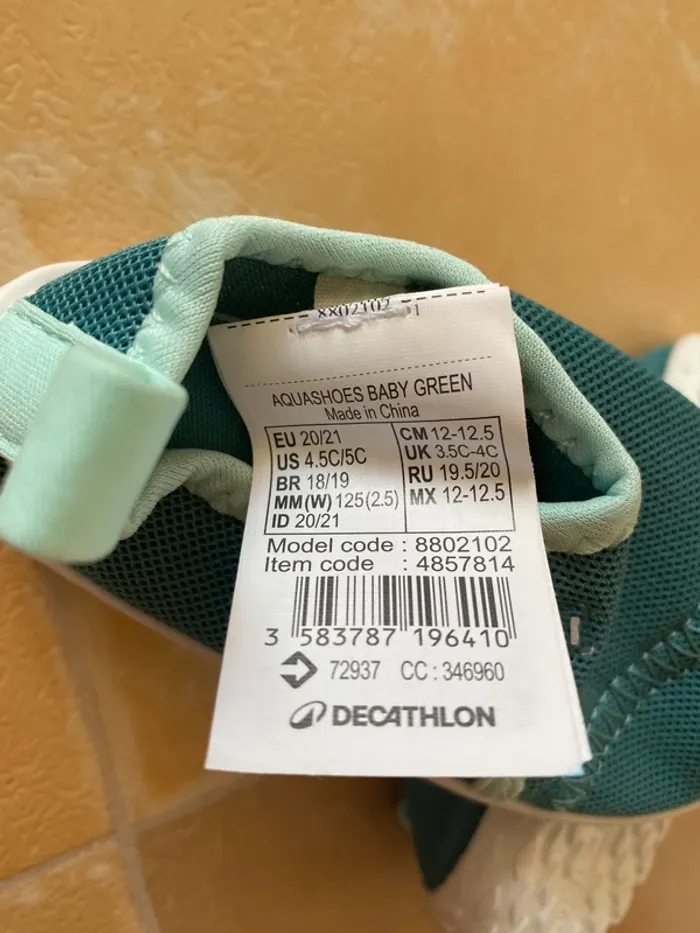 8802102 1
AQUASHOES BABY GREEN
Made in China
EU 20/21 CM 12-12.5
US 4.5C/5C UK 3.5C-4C
BR 18/19 RU 19.5/20
MM(W) 125(2.5) MX 12-12.5
ID 20/21
Model code : 8802102
Item code : 4857814
3 583787 196410
72937 CC : 346960
DECATHLON